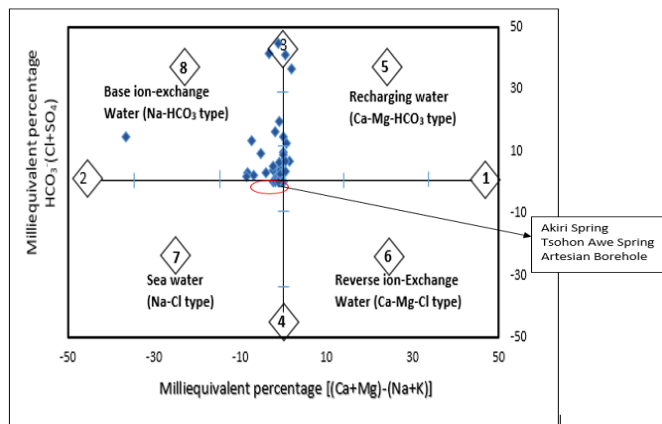 50
3
8
5
Base ion-exchange
Water (Na-HCO₃ type)
Recharging water
(Ca-Mg-HCO₃ type)
30
10
Milliequivalent percentage
HCO₃⁻(Cl+SO₄)
2
1
-10
Akiri Spring
Tsohon Awe Spring
Artesian Borehole
7
6
Sea water
(Na-Cl type)
Reverse ion-Exchange
Water (Ca-Mg-Cl type)
-30
4
-50
-50
-30
-10
10
30
50
Milliequivalent percentage [(Ca+Mg)-(Na+K)]